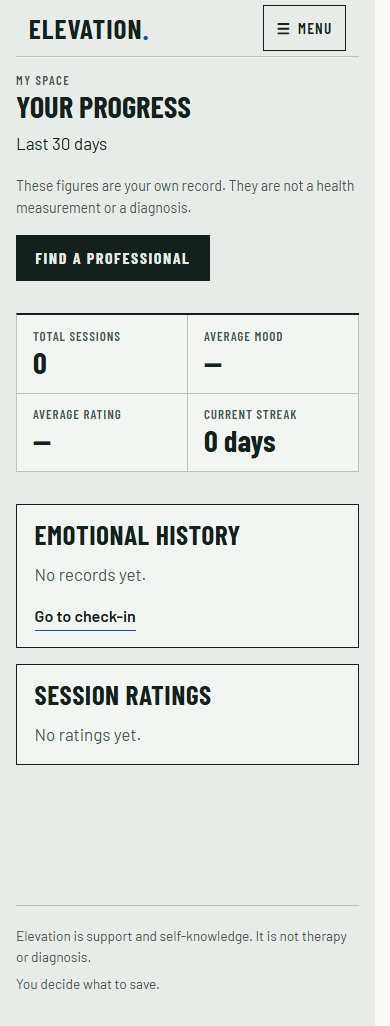 ELEVATION.
☰ MENU
MY SPACE
YOUR PROGRESS
Last 30 days
These figures are your own record. They are not a health
measurement or a diagnosis.
FIND A PROFESSIONAL
TOTAL SESSIONS
0
AVERAGE MOOD
—
AVERAGE RATING
—
CURRENT STREAK
0 days
EMOTIONAL HISTORY
No records yet.
Go to check-in
SESSION RATINGS
No ratings yet.
Elevation is support and self-knowledge. It is not therapy
or diagnosis.
You decide what to save.